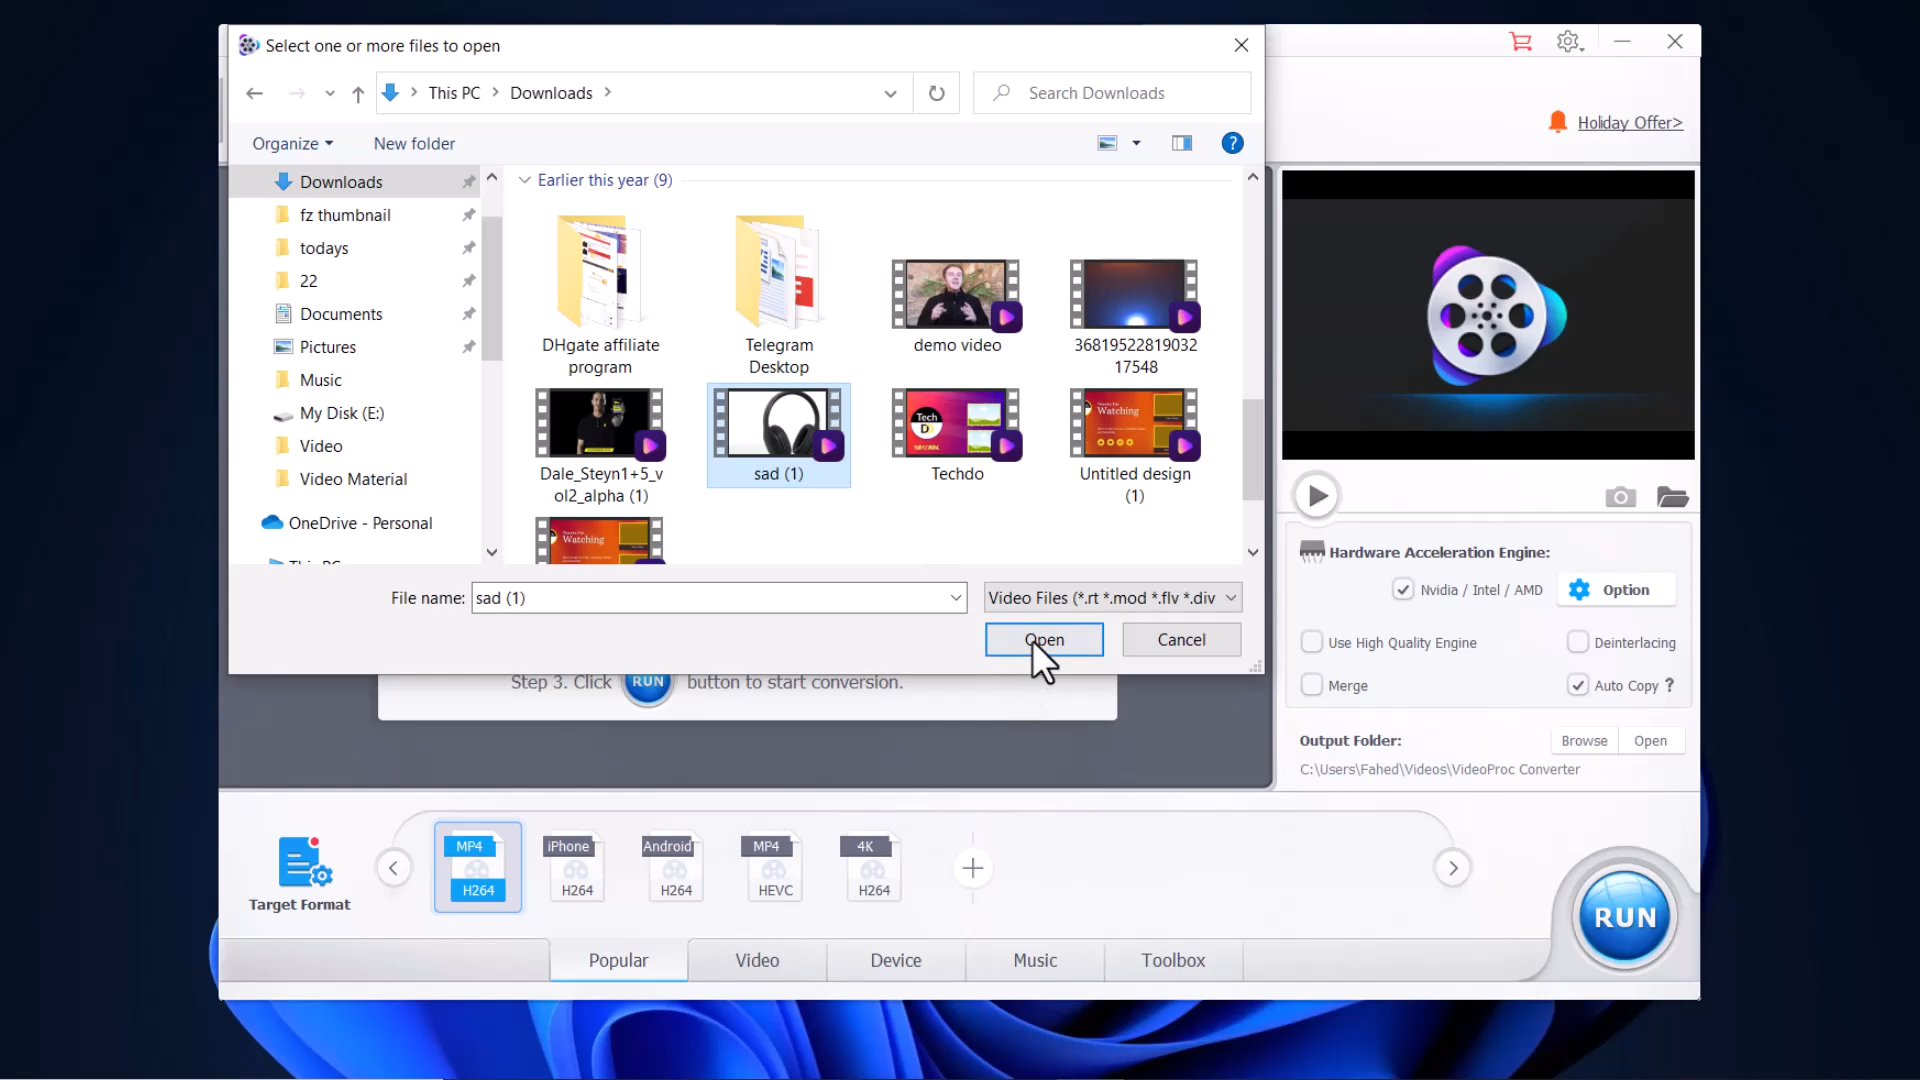 Select one or more files to open
This PC
Downloads
Search Downloads
Holiday Offer>
Organize
New folder
Downloads
fz thumbnail
todays
22
Documents
Pictures
Music
My Disk (E:)
Video
Video Material
OneDrive - Personal
Earlier this year (9)
DHgate affiliate
program
Telegram
Desktop
demo video
36819522819032
17548
Dale_Steyn1+5_v
ol2_alpha (1)
sad (1)
Tech
D
Techdo
Watching
Untitled design
(1)
Watching
File name:
sad (1)
Video Files (*.rt *.mod *.flv *.div
Open
Cancel
Step 3. Click RUN button to start conversion.
Hardware Acceleration Engine:
Nvidia / Intel / AMD
Option
Use High Quality Engine
Deinterlacing
Merge
Auto Copy ?
Output Folder:
Browse
Open
C:\Users\Fahed\Videos\VideoProc Converter
Target Format
MP4
H264
iPhone
H264
Android
H264
MP4
HEVC
4K
H264
RUN
Popular
Video
Device
Music
Toolbox